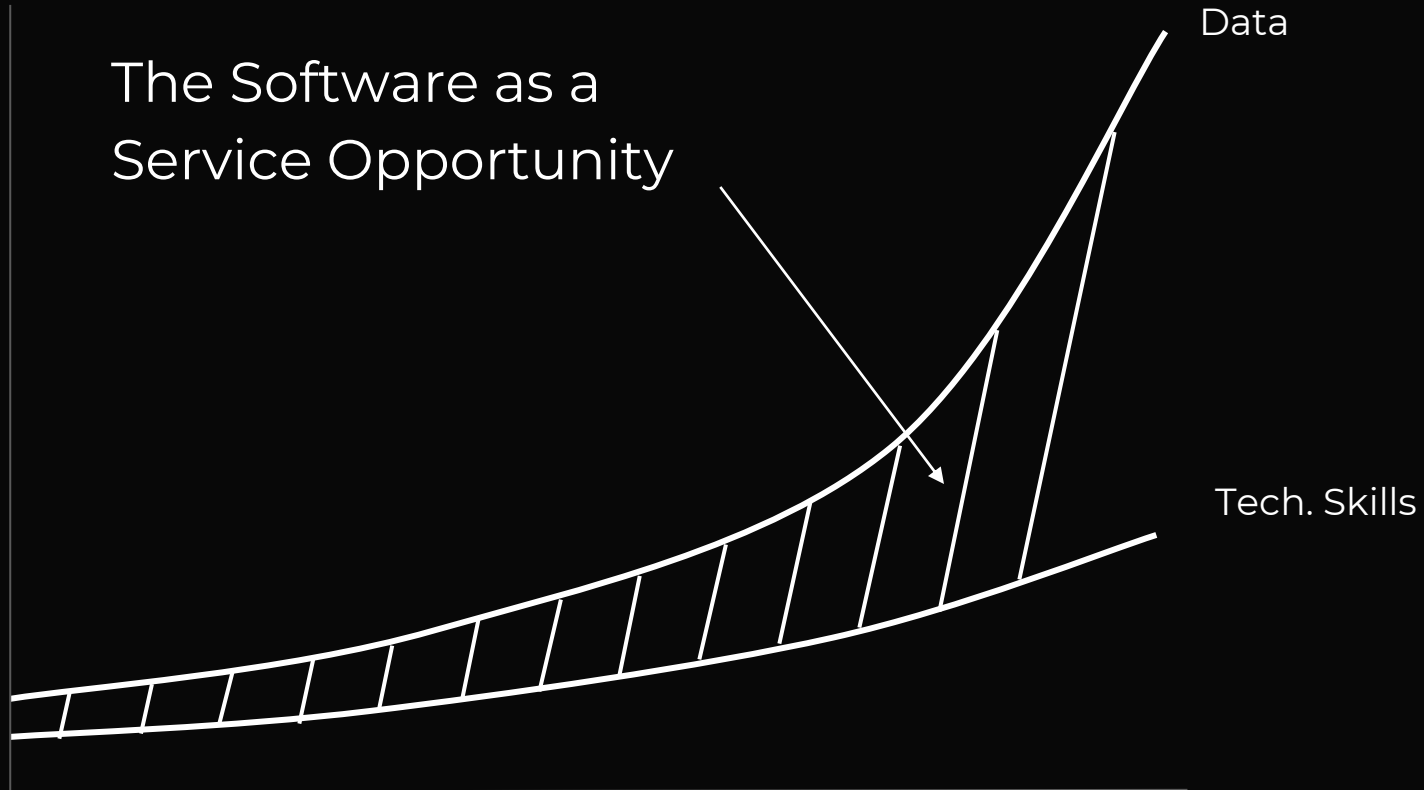 Data
The Software as a
Service Opportunity
Tech. Skills